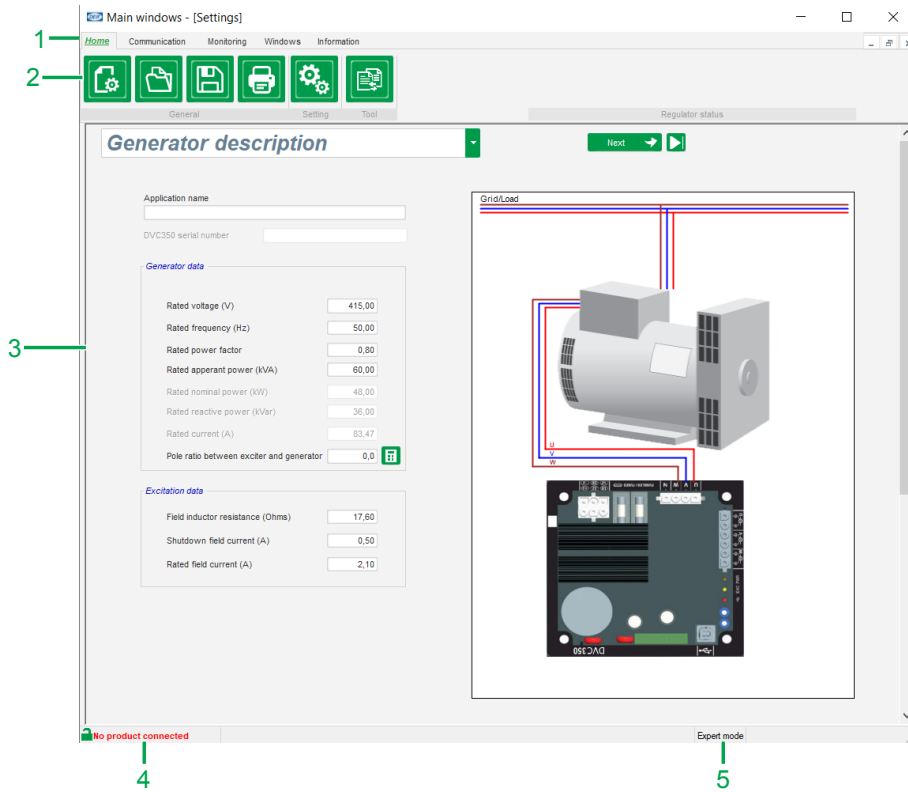 Main windows - [Settings]
1
Home Communication Monitoring Windows Information
2
General Setting Tool Regulator status
Generator description
Next
Application name
DVC350 serial number
Generator data
Rated voltage (V) 415,00
Rated frequency (Hz) 50,00
Rated power factor 0,80
Rated apperant power (kVA) 60,00
Rated nominal power (kW) 48,00
Rated reactive power (kVar) 36,00
Rated current (A) 83,47
Pole ratio between exciter and generator 0,0
3
Excitation data
Field inductor resistance (Ohms) 17,60
Shutdown field current (A) 0,50
Rated field current (A) 2,10
Grid/Load
U
V
W
N W V U
DVC350
No product connected
Expert mode
4
5